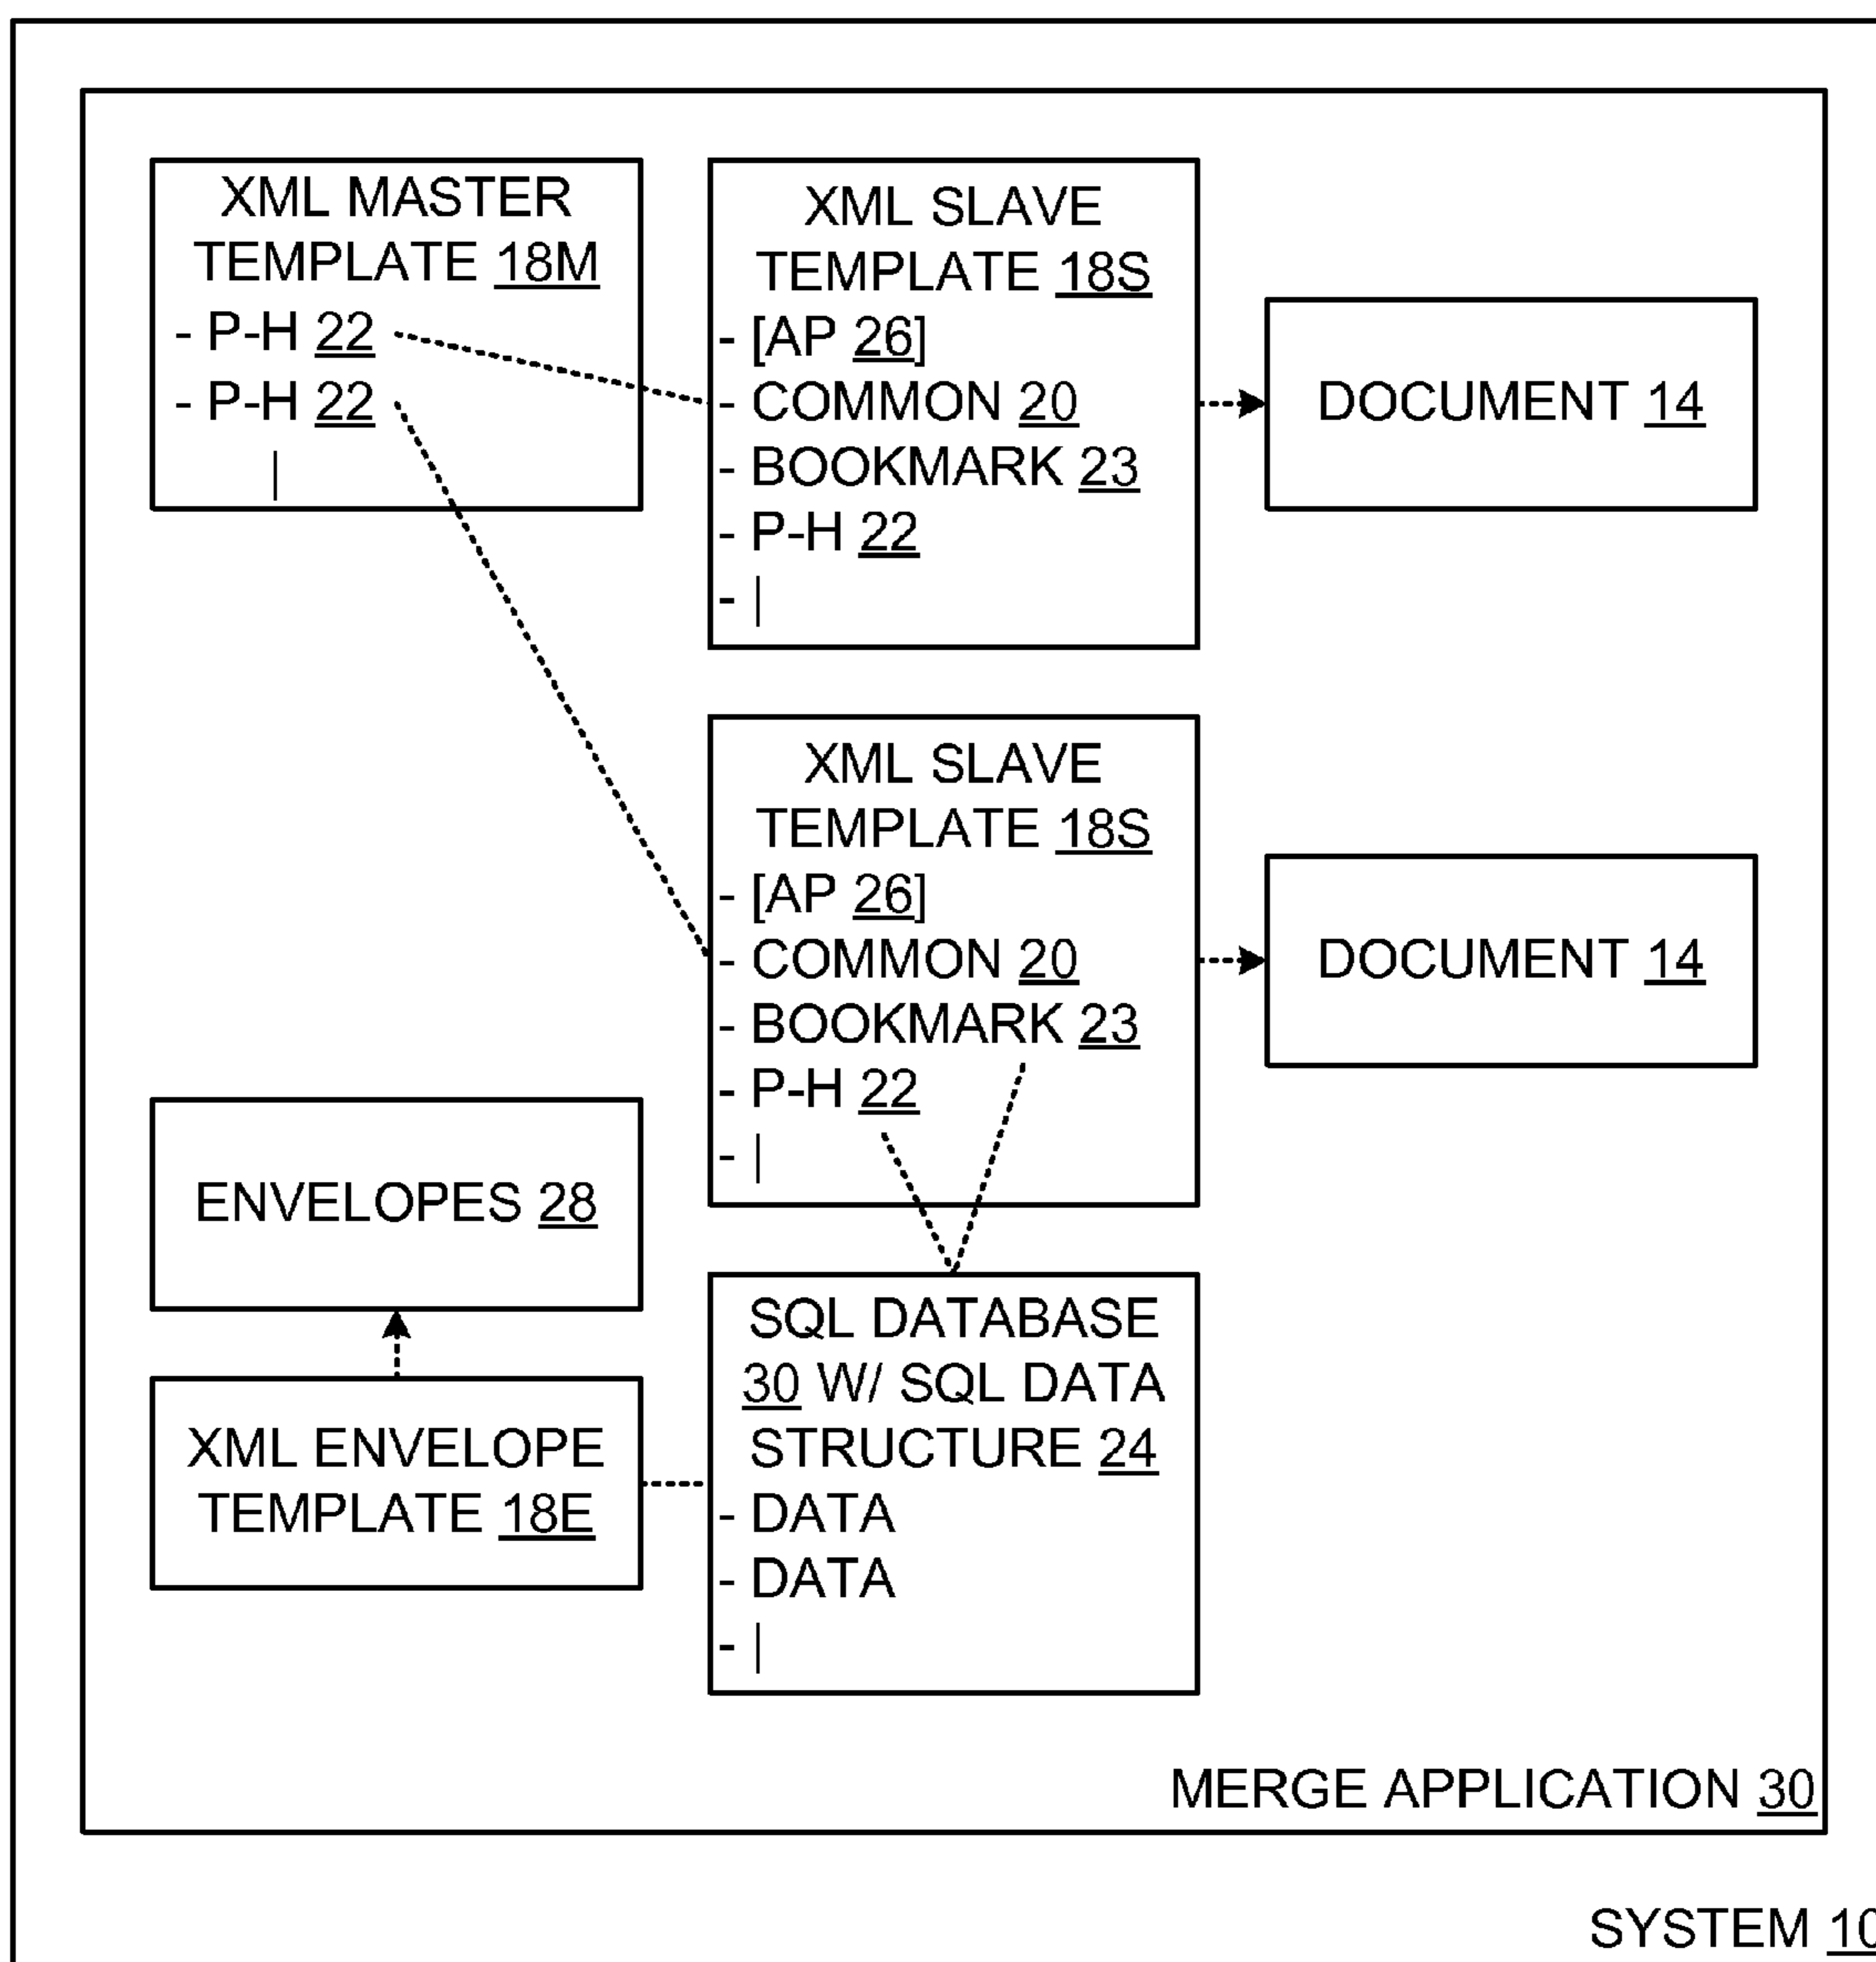 XML MASTER
TEMPLATE 18M
- P-H 22
- P-H 22
|
XML SLAVE
TEMPLATE 18S
- [AP 26]
- COMMON 20
- BOOKMARK 23
- P-H 22
- |
DOCUMENT 14
XML SLAVE
TEMPLATE 18S
- [AP 26]
- COMMON 20
- BOOKMARK 23
- P-H 22
- |
DOCUMENT 14
ENVELOPES 28
XML ENVELOPE
TEMPLATE 18E
SQL DATABASE
30 W/ SQL DATA
STRUCTURE 24
- DATA
- DATA
- |
MERGE APPLICATION 30
SYSTEM 10